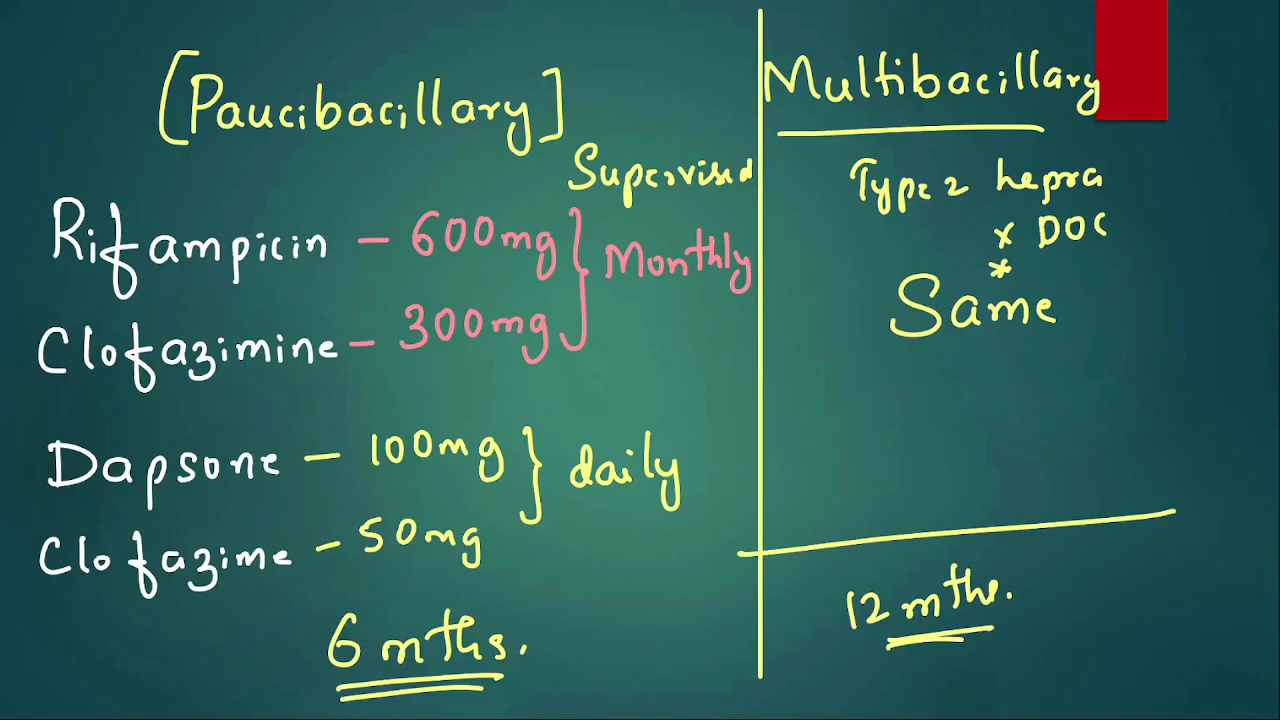 [Paucibacillary]
Supervised
Rifampicin - 600mg } Monthly
Clofazimine - 300mg
Dapsone - 100mg } daily
Clofazime - 50mg
6 mths.
Multibacillary
Type 2 lepra
x DOC
*
Same
12 mths.